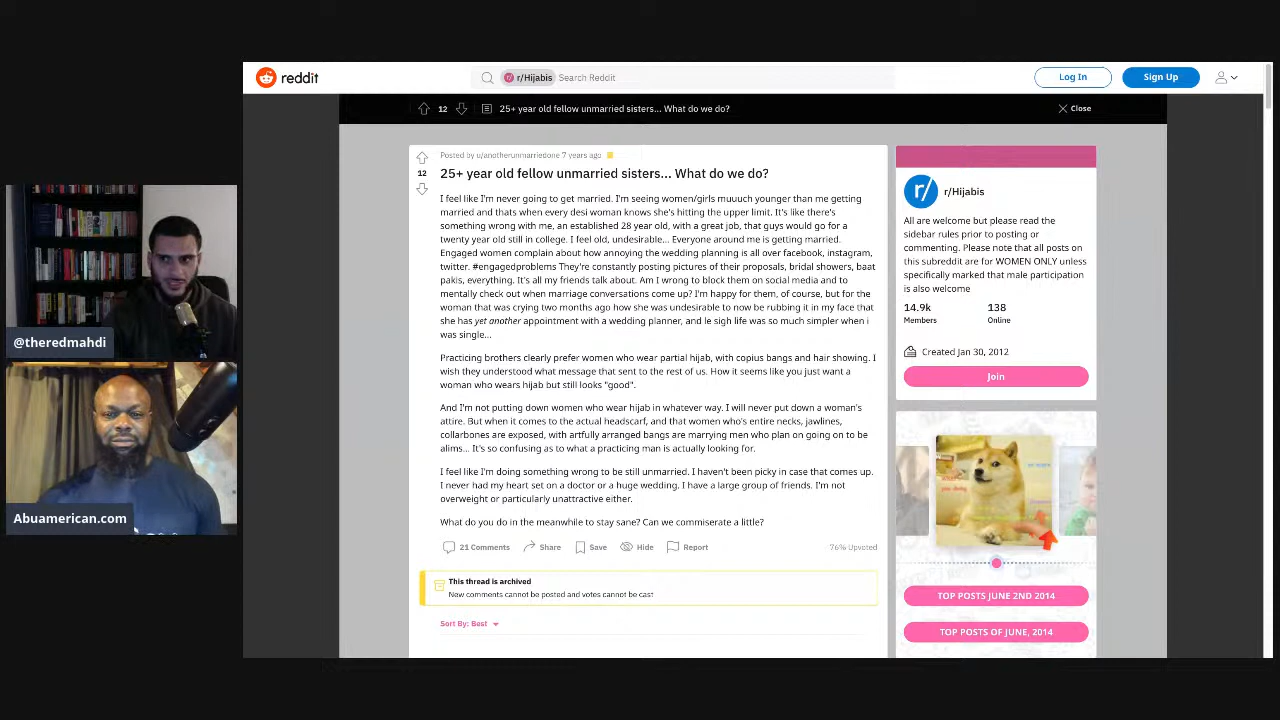 reddit
r/Hijabis
Search Reddit
Log In
Sign Up
12
25+ year old fellow unmarried sisters... What do we do?
Close
Posted by u/anotherunmarriedone 7 years ago
12
25+ year old fellow unmarried sisters... What do we do?
I feel like I'm never going to get married. I'm seeing women/girls muuuch younger than me getting
married and thats when every desi woman knows she's hitting the upper limit. It's like there's
something wrong with me, an established 28 year old, with a great job, that guys would go for a
twenty year old still in college. I feel old, undesirable... Everyone around me is getting married.
Engaged women complain about how annoying the wedding planning is all over facebook, instagram,
twitter. #engagedproblems They're constantly posting pictures of their proposals, bridal showers, baat
pakis, everything. It's all my friends talk about. Am I wrong to block them on social media and to
mentally check out when marriage conversations come up? I'm happy for them, of course, but for the
woman that was crying two months ago how she was undesirable to now be rubbing it in my face that
she has yet another appointment with a wedding planner, and le sigh life was so much simpler when i
was single...
Practicing brothers clearly prefer women who wear partial hijab, with copius bangs and hair showing. I
wish they understood what message that sent to the rest of us. How it seems like you just want a
woman who wears hijab but still looks "good".
And I'm not putting down women who wear hijab in whatever way. I will never put down a woman's
attire. But when it comes to the actual headscarf, and that women who's entire necks, jawlines,
collarbones are exposed, with artfully arranged bangs are marrying men who plan on going on to be
alims... It's so confusing as to what a practicing man is actually looking for.
I feel like I'm doing something wrong to be still unmarried. I haven't been picky in case that comes up.
I never had my heart set on a doctor or a huge wedding. I have a large group of friends. I'm not
overweight or particularly unattractive either.
What do you do in the meanwhile to stay sane? Can we commiserate a little?
21 Comments
Share
Save
Hide
Report
76% Upvoted
This thread is archived
New comments cannot be posted and votes cannot be cast
Sort By: Best
r/
r/Hijabis
All are welcome but please read the
sidebar rules prior to posting or
commenting. Please note that all posts on
this subreddit are for WOMEN ONLY unless
specifically marked that male participation
is also welcome
14.9k
138
Members
Online
Created Jan 30, 2012
Join
TOP POSTS JUNE 2ND 2014
TOP POSTS OF JUNE, 2014
@theredmahdi
Abuamerican.com